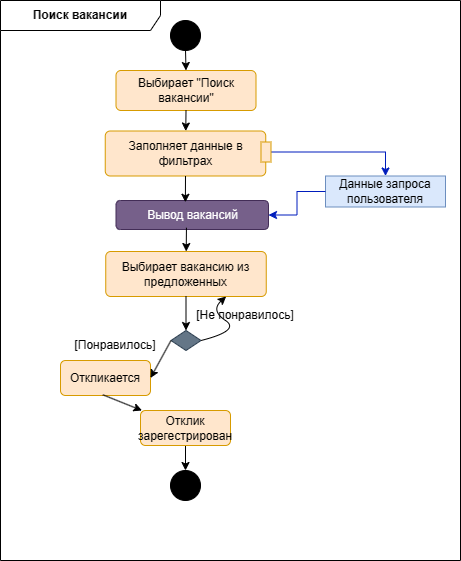 Поиск вакансии
Выбирает "Поиск
вакансии"
Заполняет данные в
фильтрах
Данные запроса
пользователя
Вывод вакансий
Выбирает вакансию из
предложенных
[Не понравилось]
[Понравилось]
Откликается
Отклик
зарегестрирован